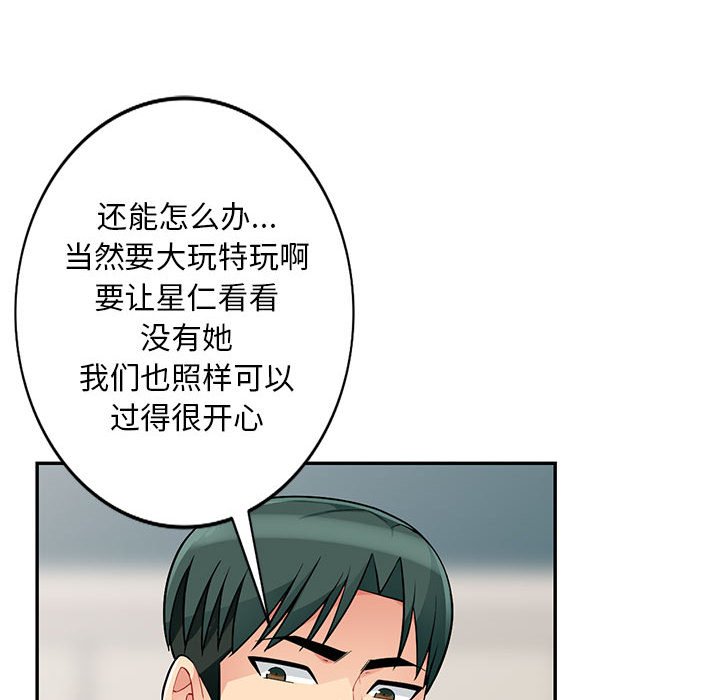 还能怎么办...
当然要大玩特玩啊
要让星仁看看
没有她
我们也照样可以
过得很开心